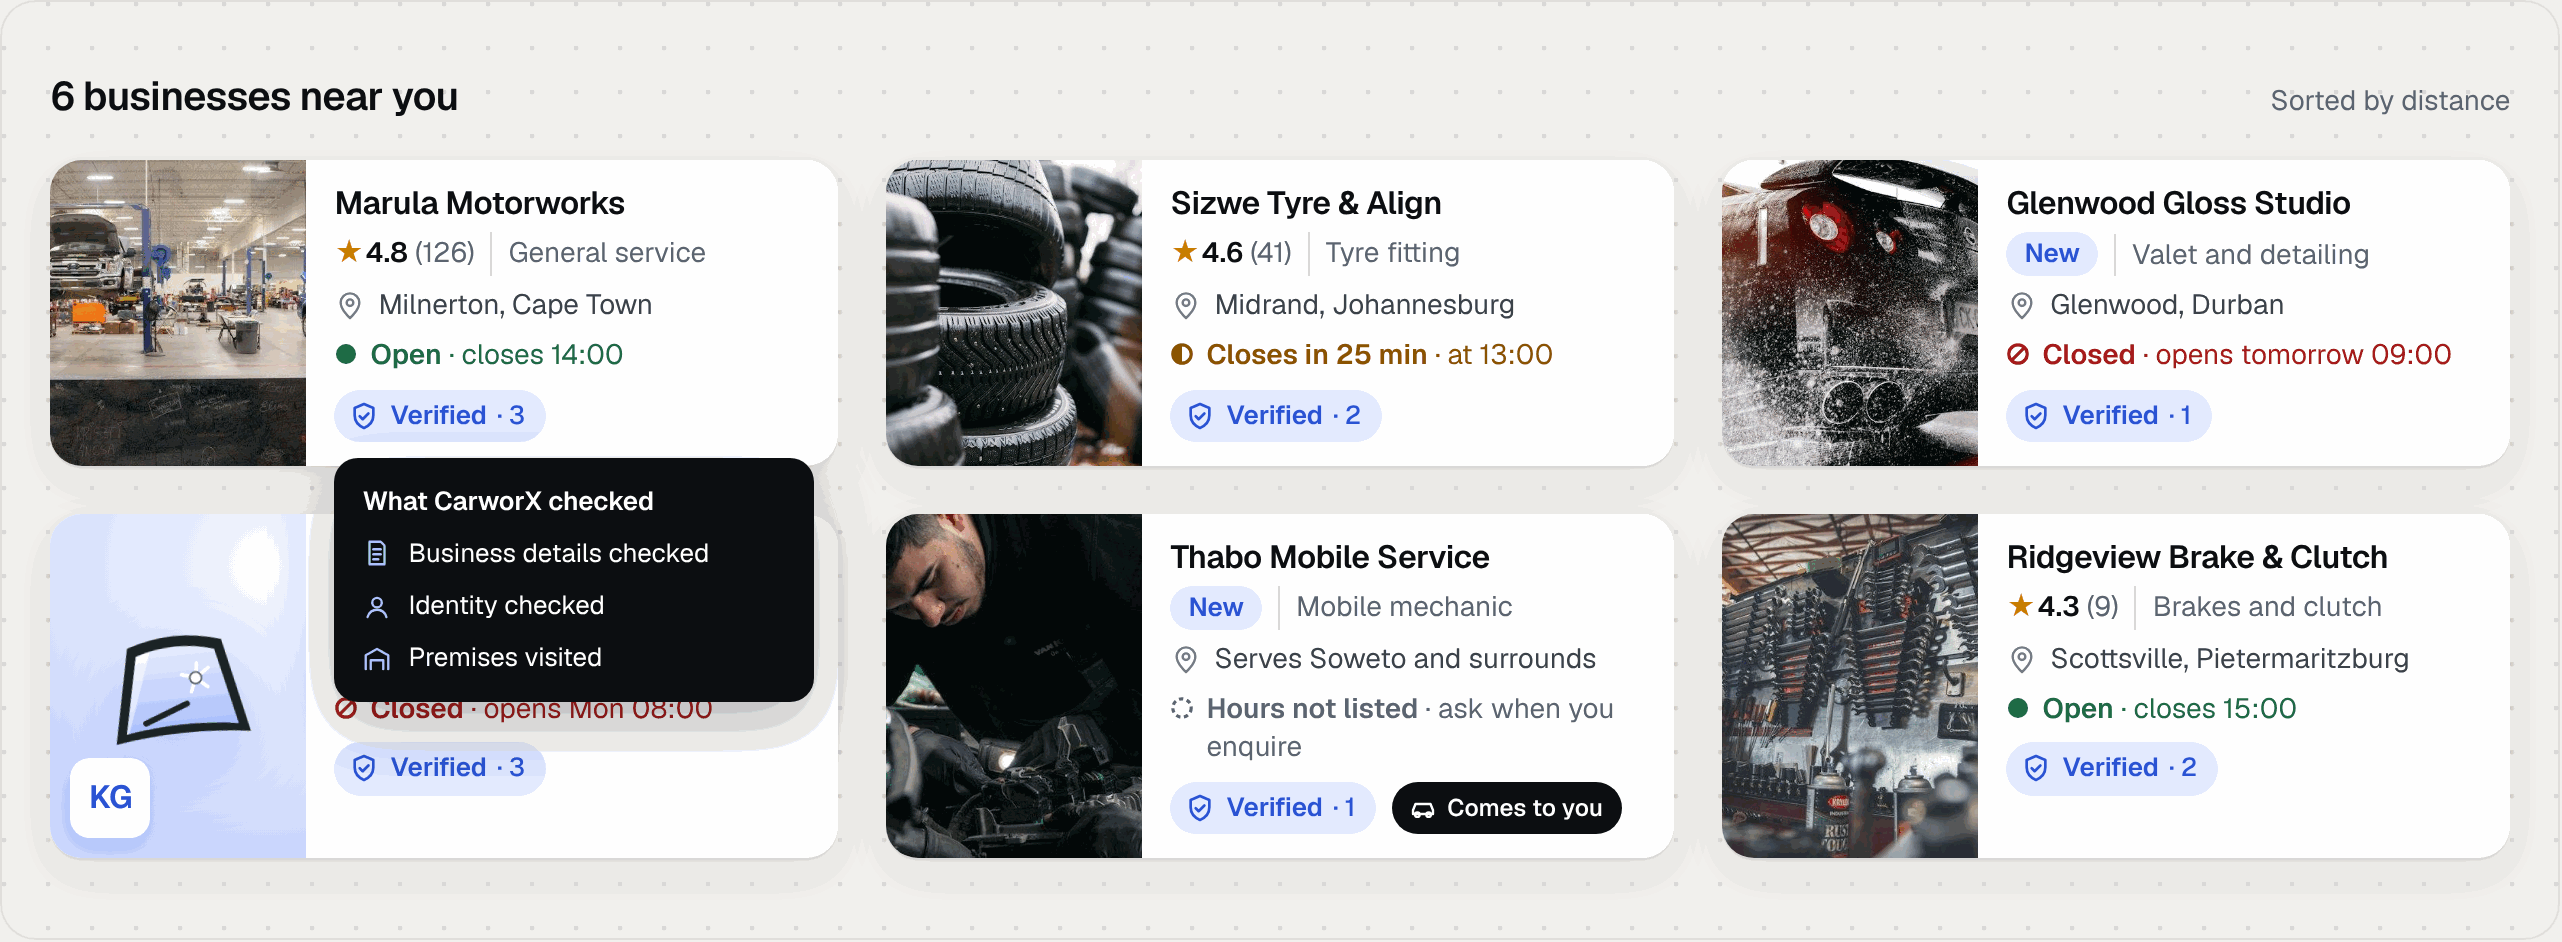 6 businesses near you
Sorted by distance
Marula Motorworks
4.8 (126) General service
Milnerton, Cape Town
Open · closes 14:00
Verified · 3
Sizwe Tyre & Align
4.6 (41) Tyre fitting
Midrand, Johannesburg
Closes in 25 min · at 13:00
Verified · 2
Glenwood Gloss Studio
New Valet and detailing
Glenwood, Durban
Closed · opens tomorrow 09:00
Verified · 1
What CarworX checked
Business details checked
Identity checked
Premises visited
KG
Closed · opens Mon 08:00
Verified · 3
Thabo Mobile Service
New Mobile mechanic
Serves Soweto and surrounds
Hours not listed · ask when you
enquire
Verified · 1 Comes to you
Ridgeview Brake & Clutch
4.3 (9) Brakes and clutch
Scottsville, Pietermaritzburg
Open · closes 15:00
Verified · 2